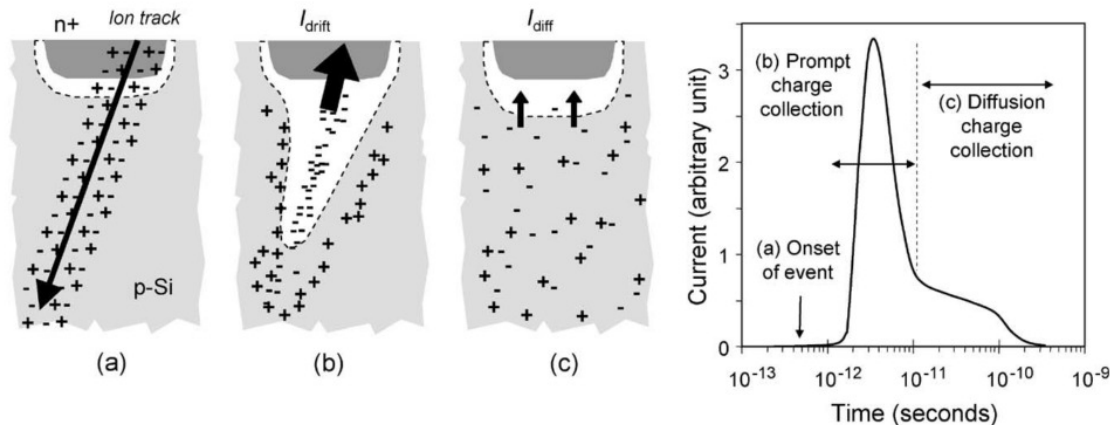 n+
Ion track
p-Si
(a)
I_drift
(b)
I_diff
(c)
Current (arbitrary unit)
3
2
1
0
(b) Prompt
charge
collection
(c) Diffusion
charge
collection
(a) Onset
of event
10^-13
10^-12
10^-11
10^-10
10^-9
Time (seconds)